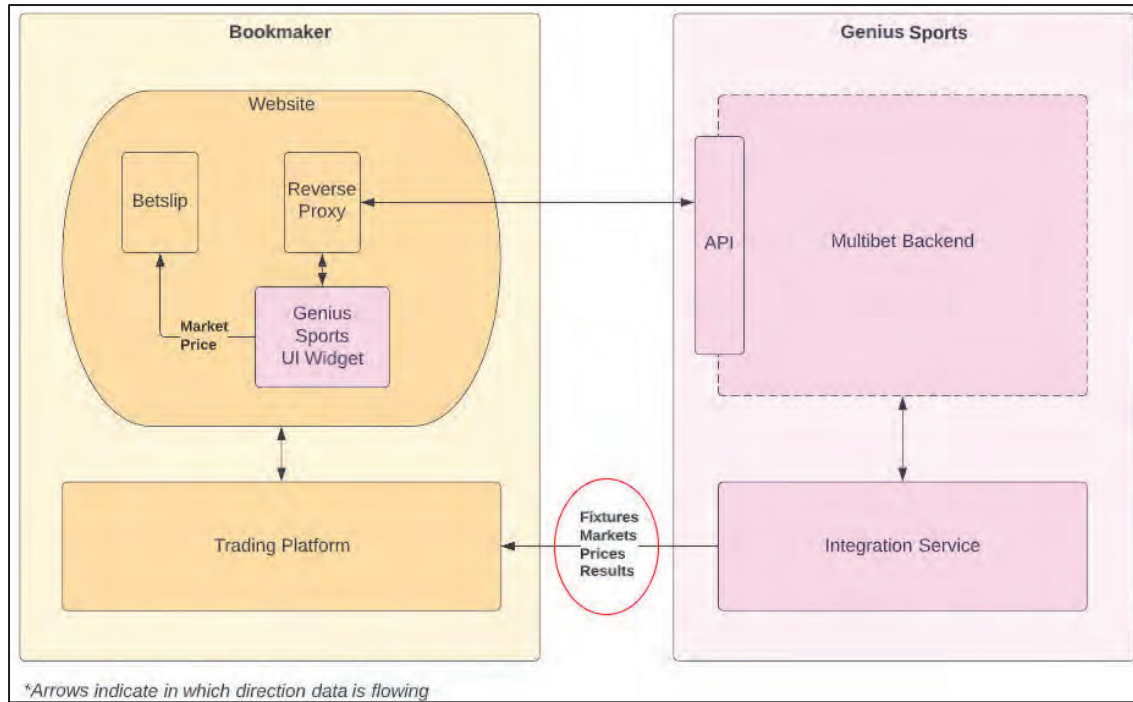 Bookmaker
Website
Betslip
Reverse
Proxy
Market
Price
Genius
Sports
UI Widget
Trading Platform
Fixtures
Markets
Prices
Results
Genius Sports
API
Multibet Backend
Integration Service
*Arrows indicate in which direction data is flowing